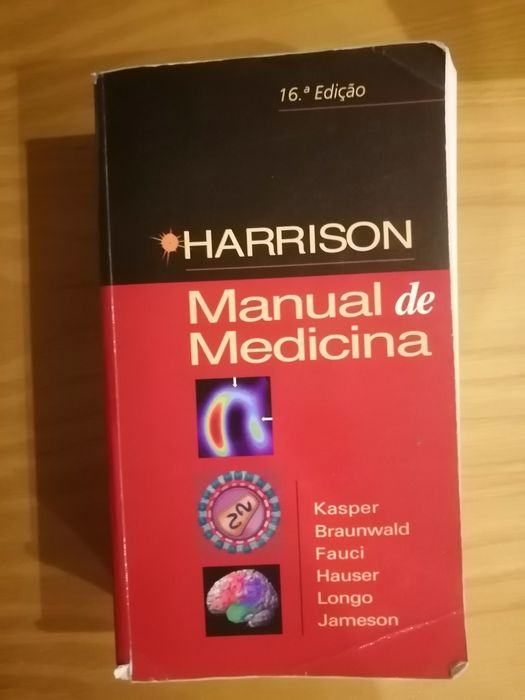 16.ª Edição
HARRISON
Manual de
Medicina
Kasper
Braunwald
Fauci
Hauser
Longo
Jameson